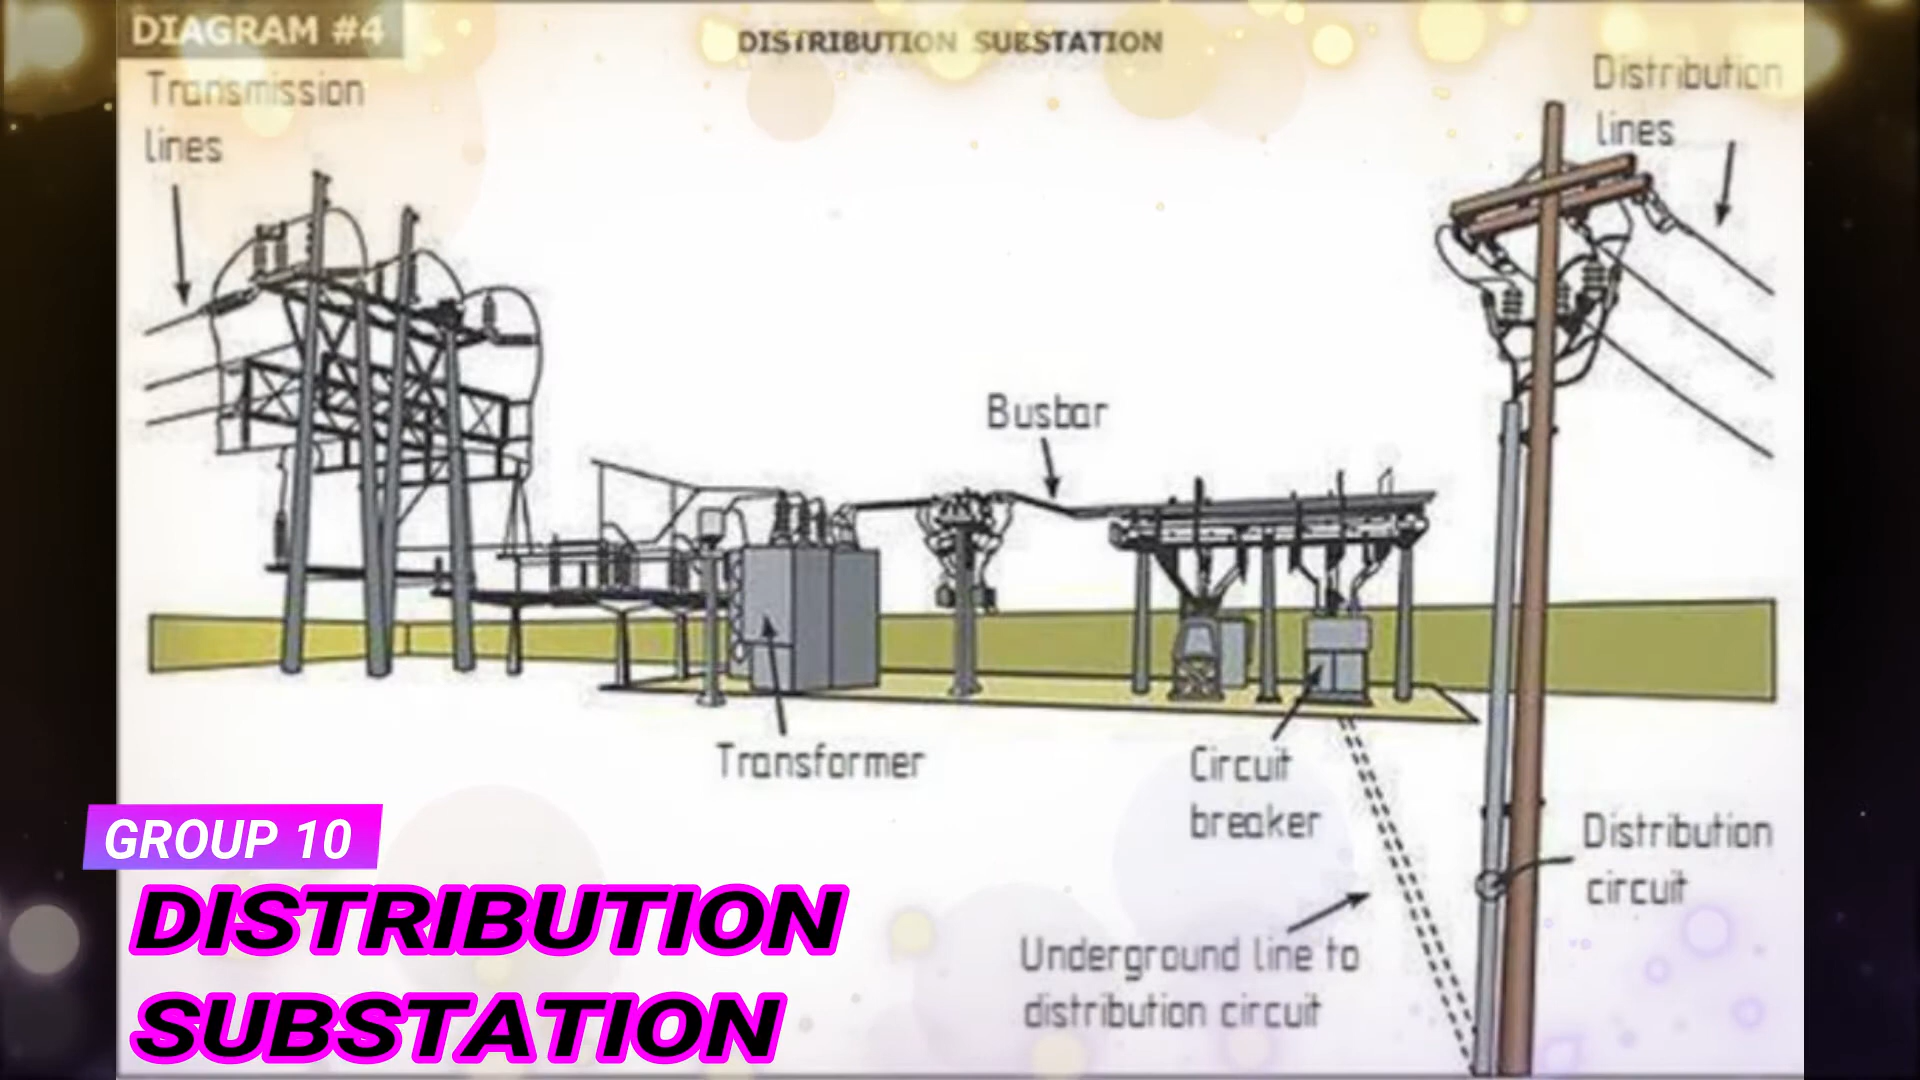 DIAGRAM #4
DISTRIBUTION SUBSTATION
Transmission
lines
Distribution
lines
Busbar
Transformer
Circuit
breaker
Distribution
circuit
Underground line to
distribution circuit
GROUP 10
DISTRIBUTION
SUBSTATION